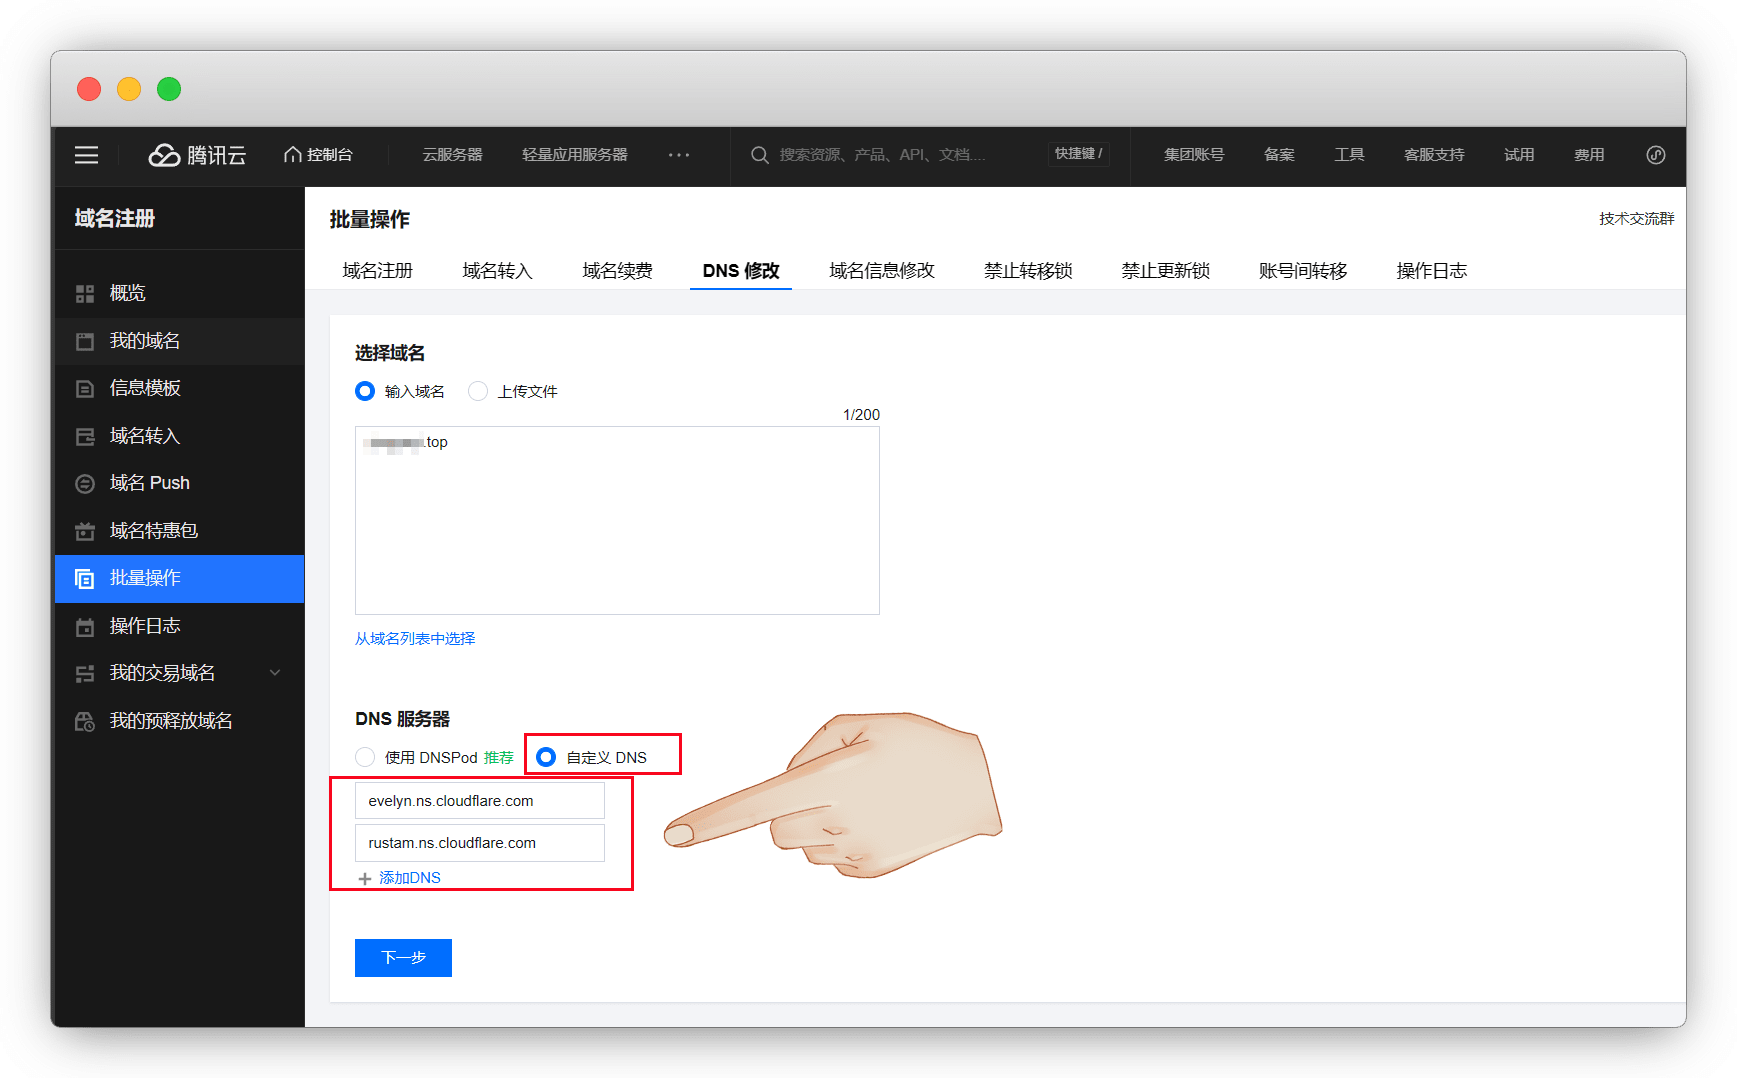 腾讯云 控制台 云服务器 轻量应用服务器 ··· 搜索资源、产品、API、文档.... 快捷键 / 集团账号 备案 工具 客服支持 试用 费用
域名注册
概览
我的域名
信息模板
域名转入
域名 Push
域名特惠包
批量操作
操作日志
我的交易域名
我的预释放域名
批量操作
技术交流群
域名注册 域名转入 域名续费 DNS 修改 域名信息修改 禁止转移锁 禁止更新锁 账号间转移 操作日志
选择域名
输入域名 上传文件
1/200
.top
从域名列表中选择
DNS 服务器
使用 DNSPod 推荐 自定义 DNS
evelyn.ns.cloudflare.com
rustam.ns.cloudflare.com
添加DNS
下一步